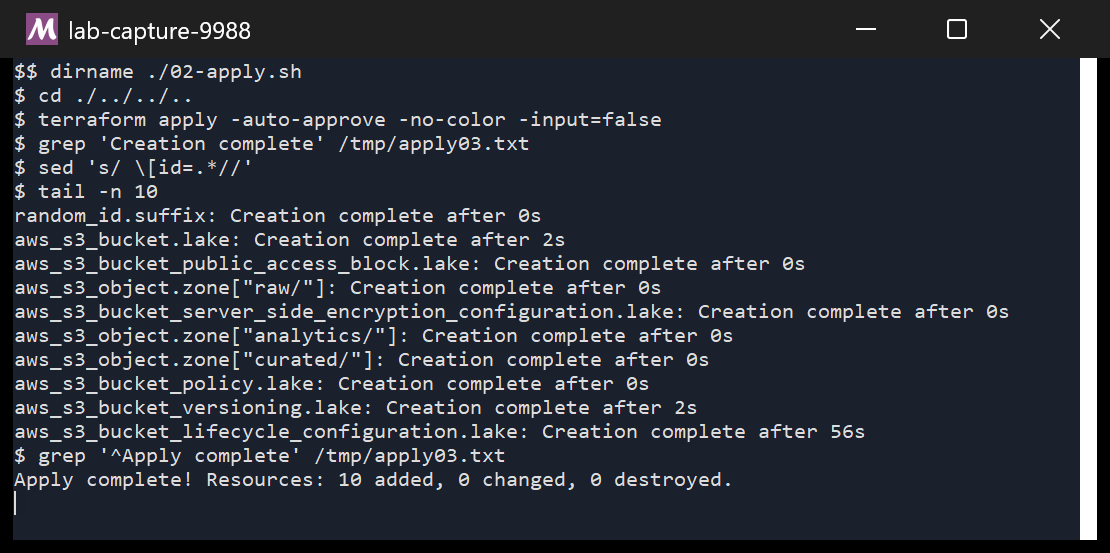 lab-capture-9988
$$ dirname ./02-apply.sh
$ cd ./../../..
$ terraform apply -auto-approve -no-color -input=false
$ grep 'Creation complete' /tmp/apply03.txt
$ sed 's/ \[id=.*//'
$ tail -n 10
random_id.suffix: Creation complete after 0s
aws_s3_bucket.lake: Creation complete after 2s
aws_s3_bucket_public_access_block.lake: Creation complete after 0s
aws_s3_object.zone["raw/"]: Creation complete after 0s
aws_s3_bucket_server_side_encryption_configuration.lake: Creation complete after 0s
aws_s3_object.zone["analytics/"]: Creation complete after 0s
aws_s3_object.zone["curated/"]: Creation complete after 0s
aws_s3_bucket_policy.lake: Creation complete after 0s
aws_s3_bucket_versioning.lake: Creation complete after 2s
aws_s3_bucket_lifecycle_configuration.lake: Creation complete after 56s
$ grep '^Apply complete' /tmp/apply03.txt
Apply complete! Resources: 10 added, 0 changed, 0 destroyed.